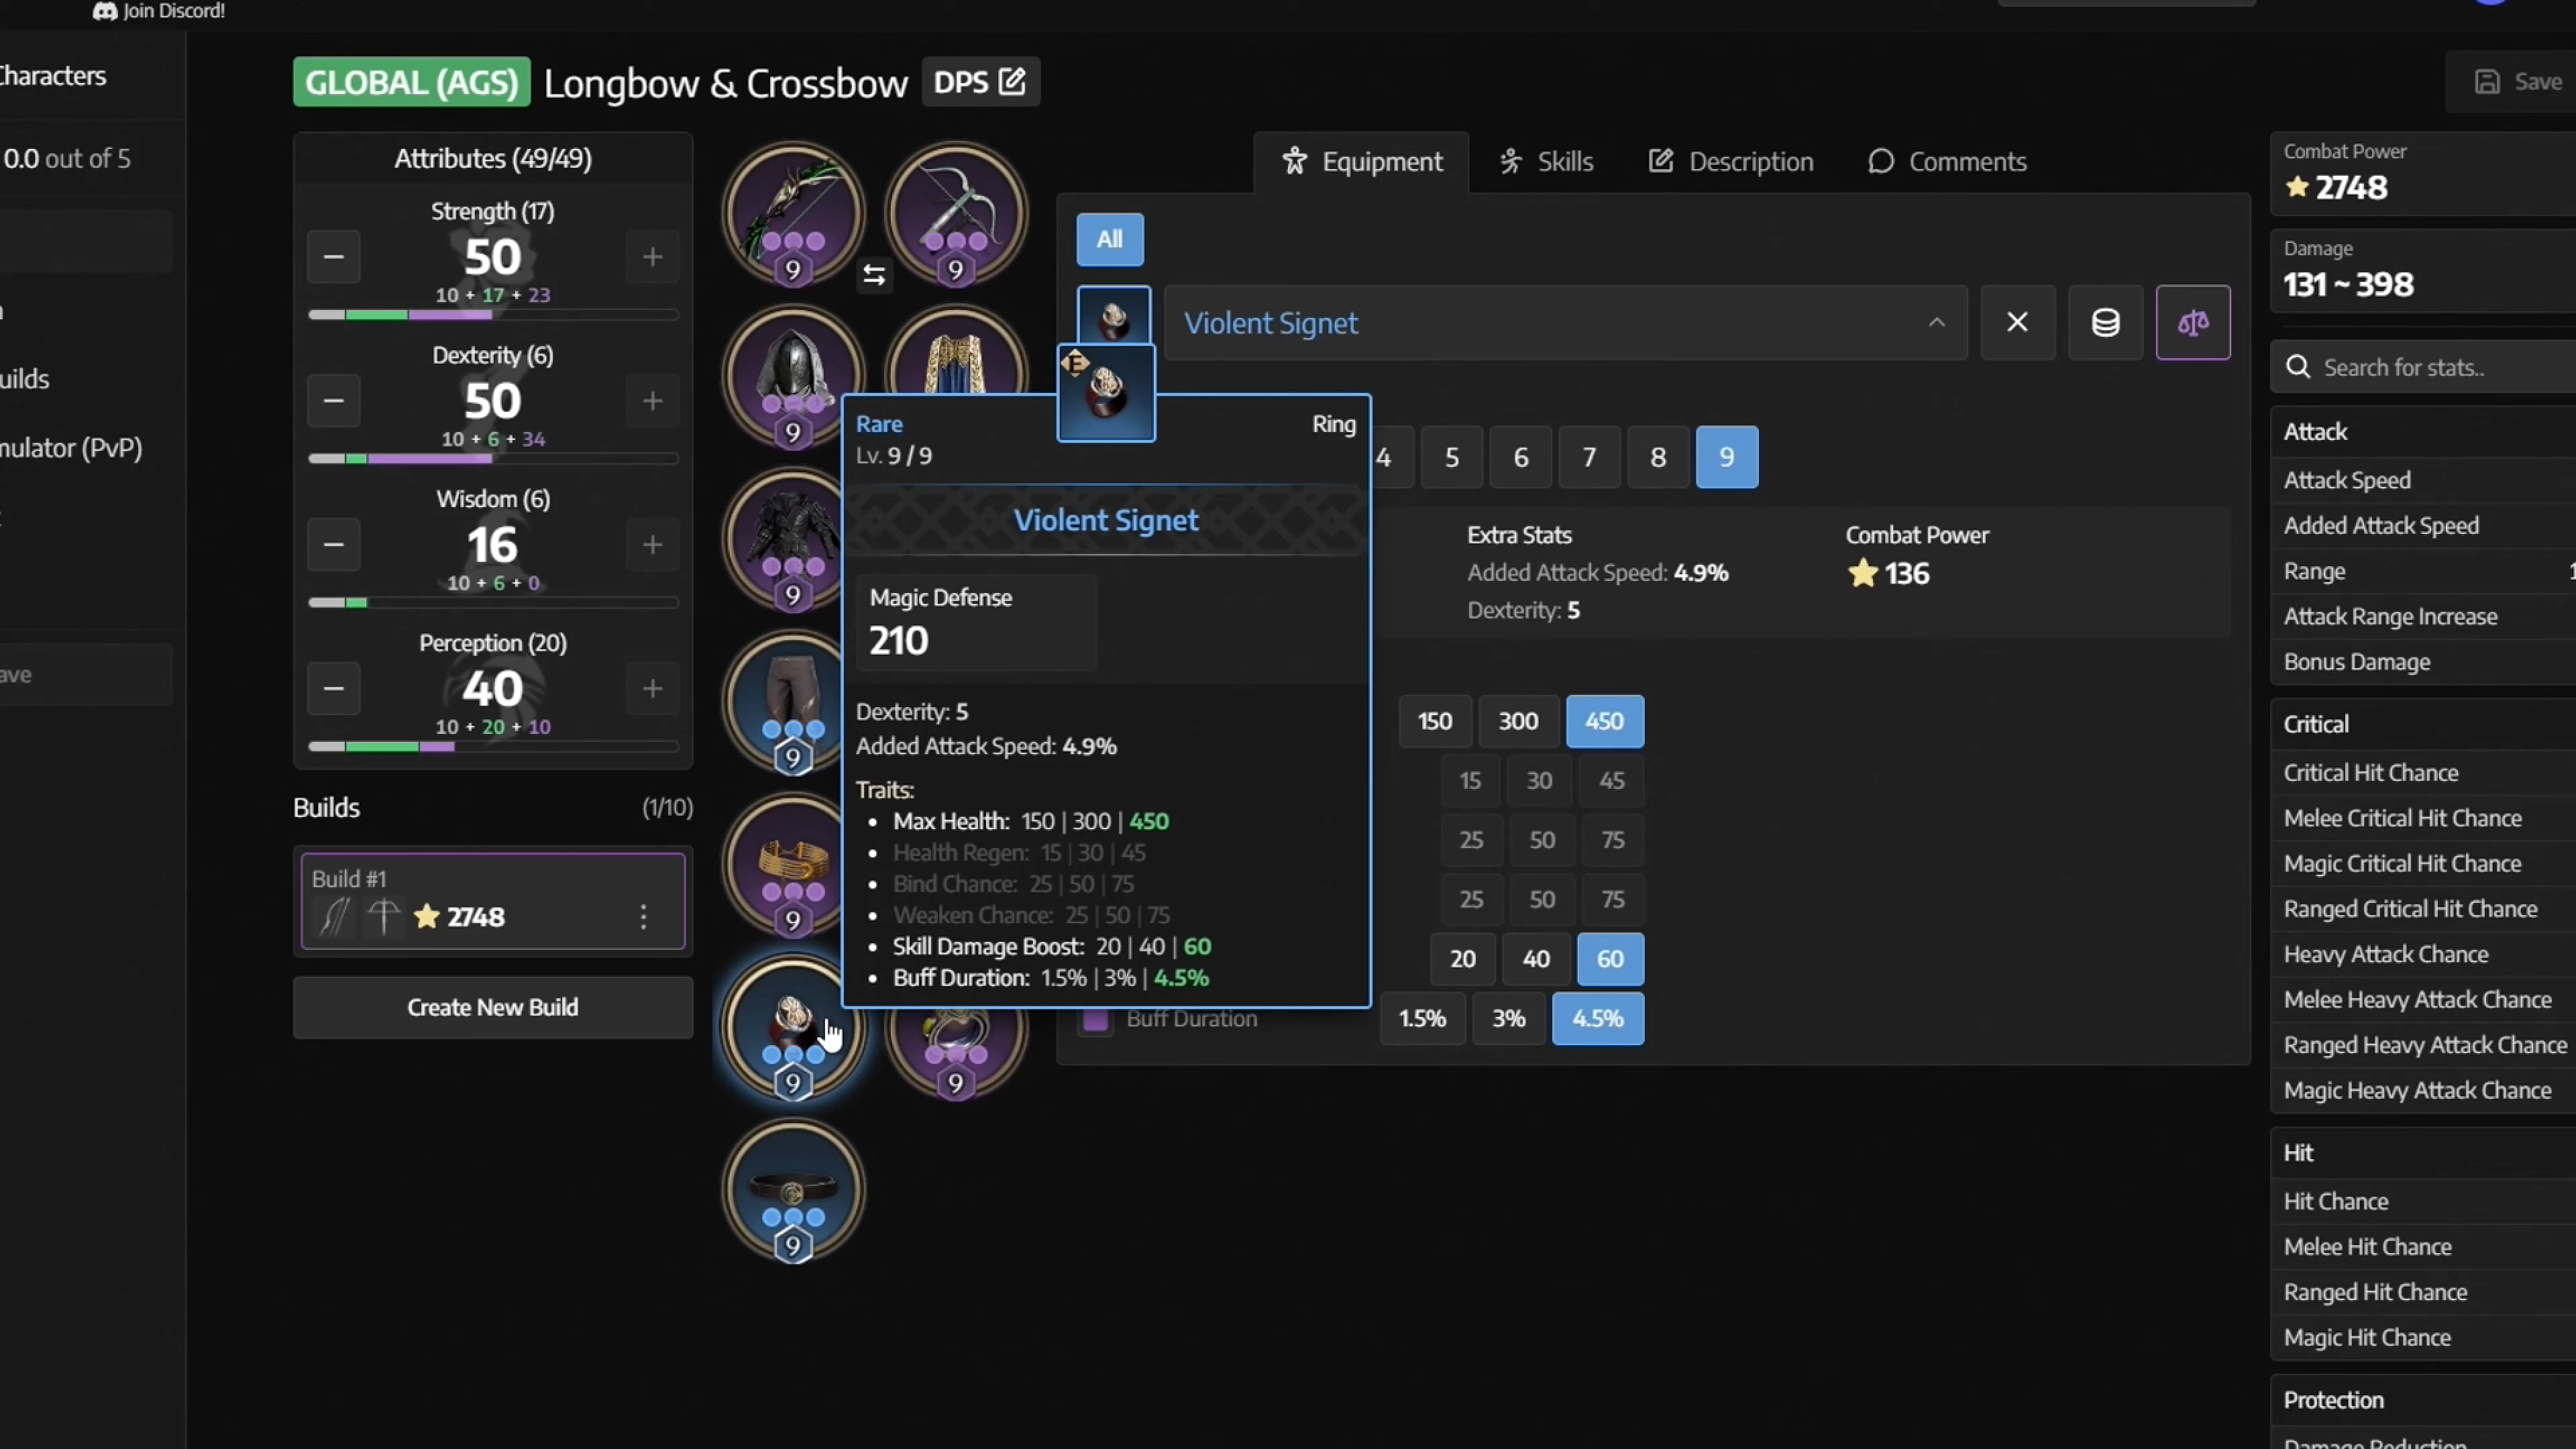 Join Discord!
Characters
0.0 out of 5
uilds
mulator (PvP)
ave
GLOBAL (AGS) Longbow & Crossbow DPS
Save
Attributes (49/49)
Strength (17)
50
10 + 17 + 23
Dexterity (6)
50
10 + 6 + 34
Wisdom (6)
16
10 + 6 + 0
Perception (20)
40
10 + 20 + 10
Builds (1/10)
Build #1
2748
Create New Build
9 9
9
9
9
9
9 9
9
Equipment Skills Description Comments
All
Violent Signet
4 5 6 7 8 9
Extra Stats
Added Attack Speed: 4.9%
Dexterity: 5
Combat Power
136
150 300 450
15 30 45
25 50 75
25 50 75
20 40 60
Buff Duration 1.5% 3% 4.5%
E
Rare Ring
Lv. 9 / 9
Violent Signet
Magic Defense
210
Dexterity: 5
Added Attack Speed: 4.9%
Traits:
• Max Health: 150 | 300 | 450
• Health Regen: 15 | 30 | 45
• Bind Chance: 25 | 50 | 75
• Weaken Chance: 25 | 50 | 75
• Skill Damage Boost: 20 | 40 | 60
• Buff Duration: 1.5% | 3% | 4.5%
Combat Power
2748
Damage
131 ~ 398
Search for stats..
Attack
Attack Speed
Added Attack Speed
Range 1
Attack Range Increase
Bonus Damage
Critical
Critical Hit Chance
Melee Critical Hit Chance
Magic Critical Hit Chance
Ranged Critical Hit Chance
Heavy Attack Chance
Melee Heavy Attack Chance
Ranged Heavy Attack Chance
Magic Heavy Attack Chance
Hit
Hit Chance
Melee Hit Chance
Ranged Hit Chance
Magic Hit Chance
Protection
Damage Reduction